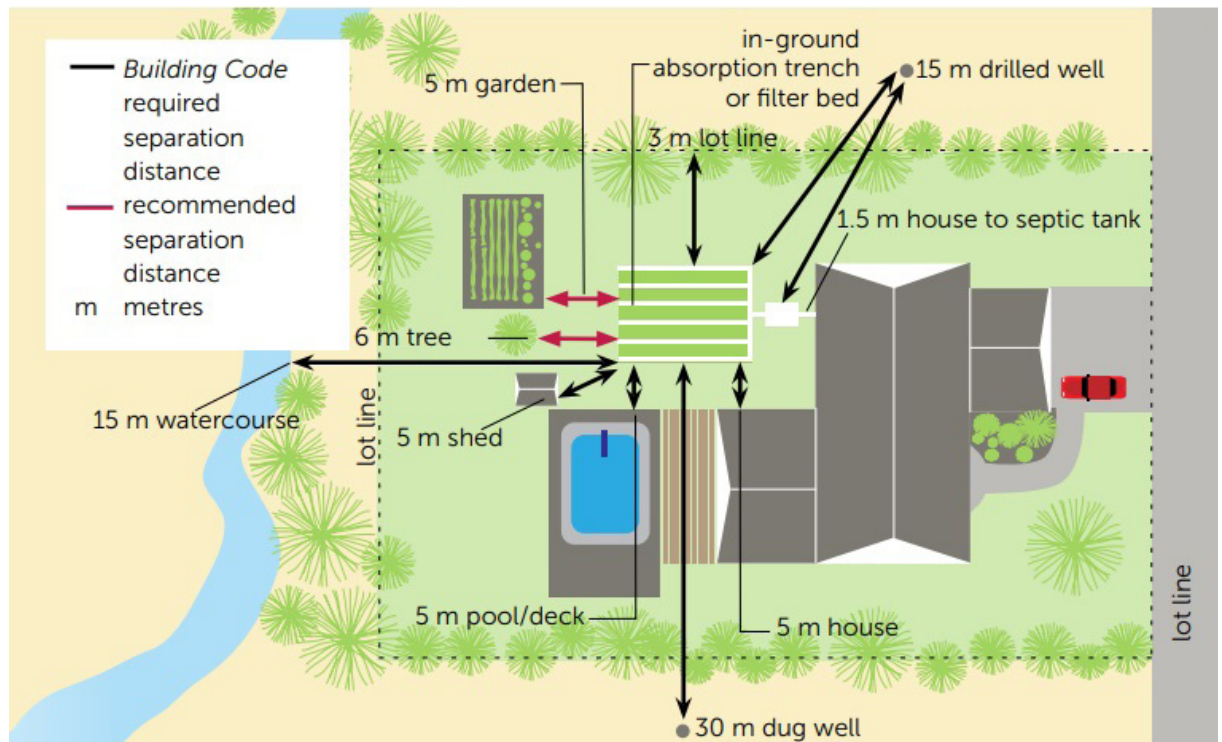 Building Code
required
separation
distance
recommended
separation
distance
m metres
5 m garden
in-ground
absorption trench
or filter bed
15 m drilled well
3 m lot line
1.5 m house to septic tank
6 m tree
15 m watercourse
5 m shed
lot line
5 m pool/deck
5 m house
lot line
30 m dug well